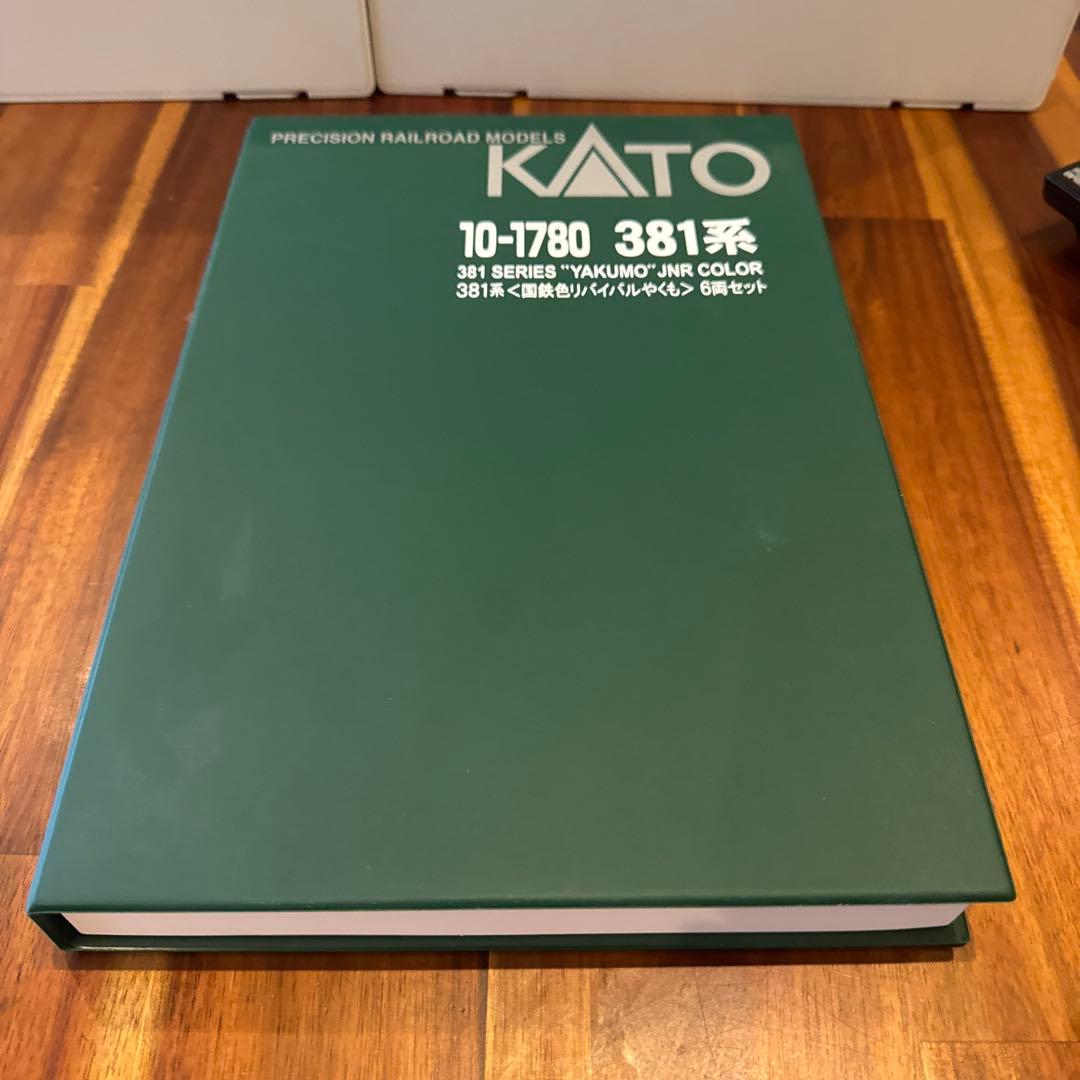 PRECISION RAILROAD MODELS
KATO
10-1780 381系
381 SERIES "YAKUMO" JNR COLOR
381系<国鉄色リバイバルやくも> 6両セット